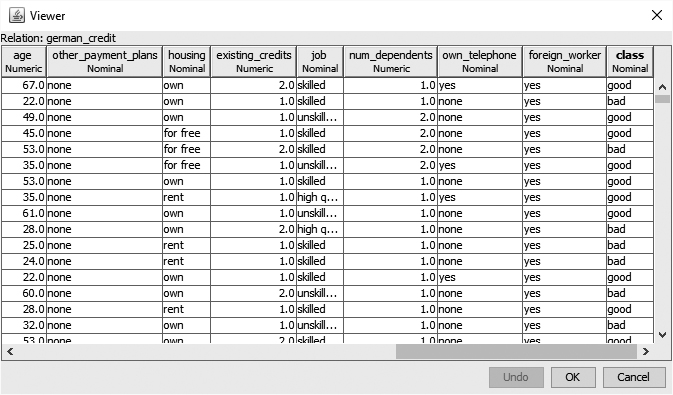 Viewer
Relation: german_credit
age other_payment_plans housing existing_credits job num_dependents own_telephone foreign_worker class
Numeric Nominal Nominal Numeric Nominal Numeric Nominal Nominal Nominal
67.0 none own 2.0 skilled 1.0 yes yes good
22.0 none own 1.0 skilled 1.0 none yes bad
49.0 none own 1.0 unskill... 2.0 none yes good
45.0 none for free 1.0 skilled 2.0 none yes good
53.0 none for free 2.0 skilled 2.0 none yes bad
35.0 none for free 1.0 unskill... 2.0 yes yes good
53.0 none own 1.0 skilled 1.0 none yes good
35.0 none rent 1.0 high q... 1.0 yes yes good
61.0 none own 1.0 unskill... 1.0 none yes good
28.0 none own 2.0 high q... 1.0 none yes bad
25.0 none rent 1.0 skilled 1.0 none yes bad
24.0 none rent 1.0 skilled 1.0 none yes bad
22.0 none own 1.0 skilled 1.0 yes yes good
60.0 none own 2.0 unskill... 1.0 none yes bad
28.0 none rent 1.0 skilled 1.0 none yes good
32.0 none own 1.0 unskill... 1.0 none yes bad
53.0 none own 2.0 skilled 1.0 none yes good
Undo OK Cancel